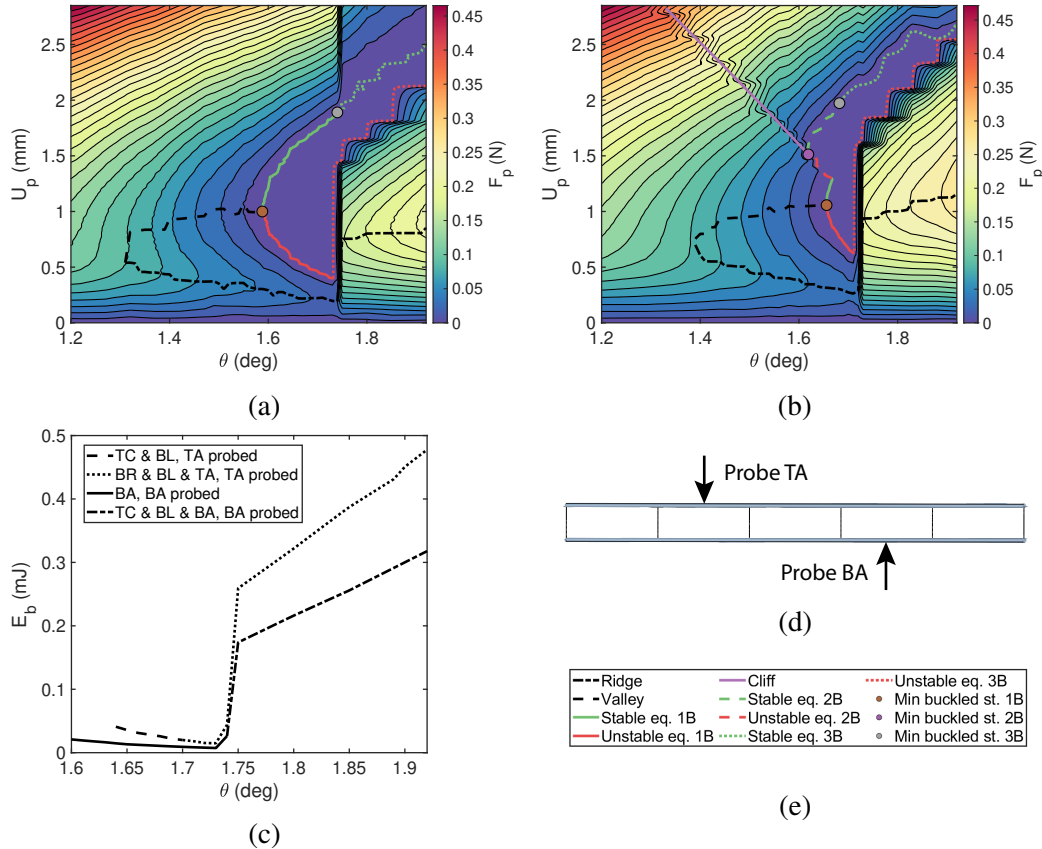 2.5
2
1.5
1
0.5
0
U_p (mm)
1.2 1.4 1.6 1.8
θ (deg)
0.45
0.4
0.35
0.3
0.25
0.2
0.15
0.1
0.05
0
F_p (N)
(a)
2.5
2
1.5
1
0.5
0
U_p (mm)
1.2 1.4 1.6 1.8
θ (deg)
0.45
0.4
0.35
0.3
0.25
0.2
0.15
0.1
0.05
0
F_p (N)
(b)
0.5
0.4
0.3
0.2
0.1
0
E_b (mJ)
TC & BL, TA probed
BR & BL & TA, TA probed
BA, BA probed
TC & BL & BA, BA probed
1.6 1.65 1.7 1.75 1.8 1.85 1.9
θ (deg)
(c)
Probe TA
Probe BA
(d)
Ridge Cliff Unstable eq. 3B
Valley Stable eq. 2B Min buckled st. 1B
Stable eq. 1B Unstable eq. 2B Min buckled st. 2B
Unstable eq. 1B Stable eq. 3B Min buckled st. 3B
(e)